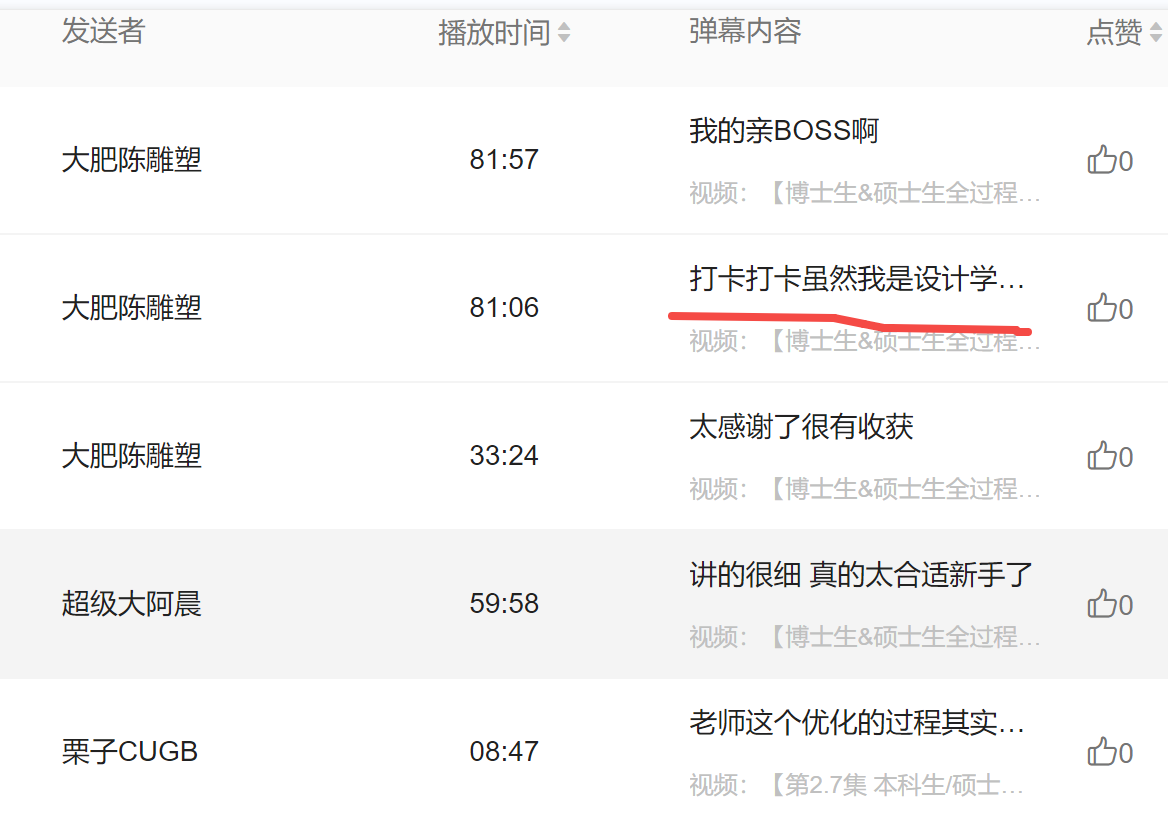 发送者 播放时间 弹幕内容 点赞
我的亲BOSS啊
大肥陈雕塑 81:57 0
视频：【博士生&硕士生全过程…
打卡打卡虽然我是设计学…
大肥陈雕塑 81:06 0
视频：【博士生&硕士生全过程…
太感谢了很有收获
大肥陈雕塑 33:24 0
视频：【博士生&硕士生全过程…
讲的很细 真的太合适新手了
超级大阿晨 59:58 0
视频：【博士生&硕士生全过程…
老师这个优化的过程其实…
栗子CUGB 08:47 0
视频：【第2.7集 本科生/硕士…